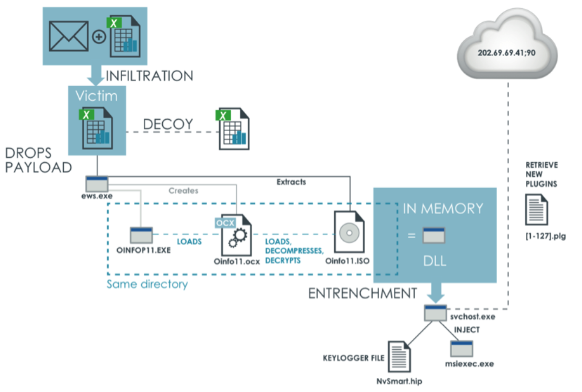 202.69.69.41:90
INFILTRATION
Victim
DECOY
DROPS
PAYLOAD
ews.exe
Creates
Extracts
RETRIEVE
NEW
PLUGINS
[1-127].plg
OCX
IN MEMORY
=
DLL
LOADS
LOADS,
DECOMPRESSES,
DECRYPTS
OINFOP11.EXE
Oinfo11.ocx
Oinfo11.ISO
Same directory
ENTRENCHMENT
svchost.exe
INJECT
KEYLOGGER FILE
msiexec.exe
NvSmart.hip